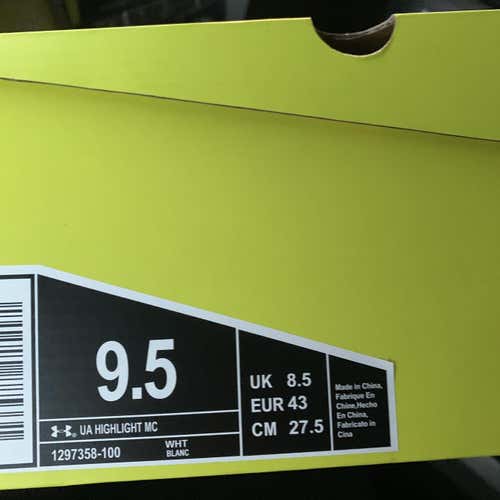 9.5
UA HIGHLIGHT MC
1297358-100
WHT
BLANC
UK 8.5
EUR 43
CM 27.5
Made in China,
Fabrique En
Chine,Hecho
En China,
Fabricato in
Cina